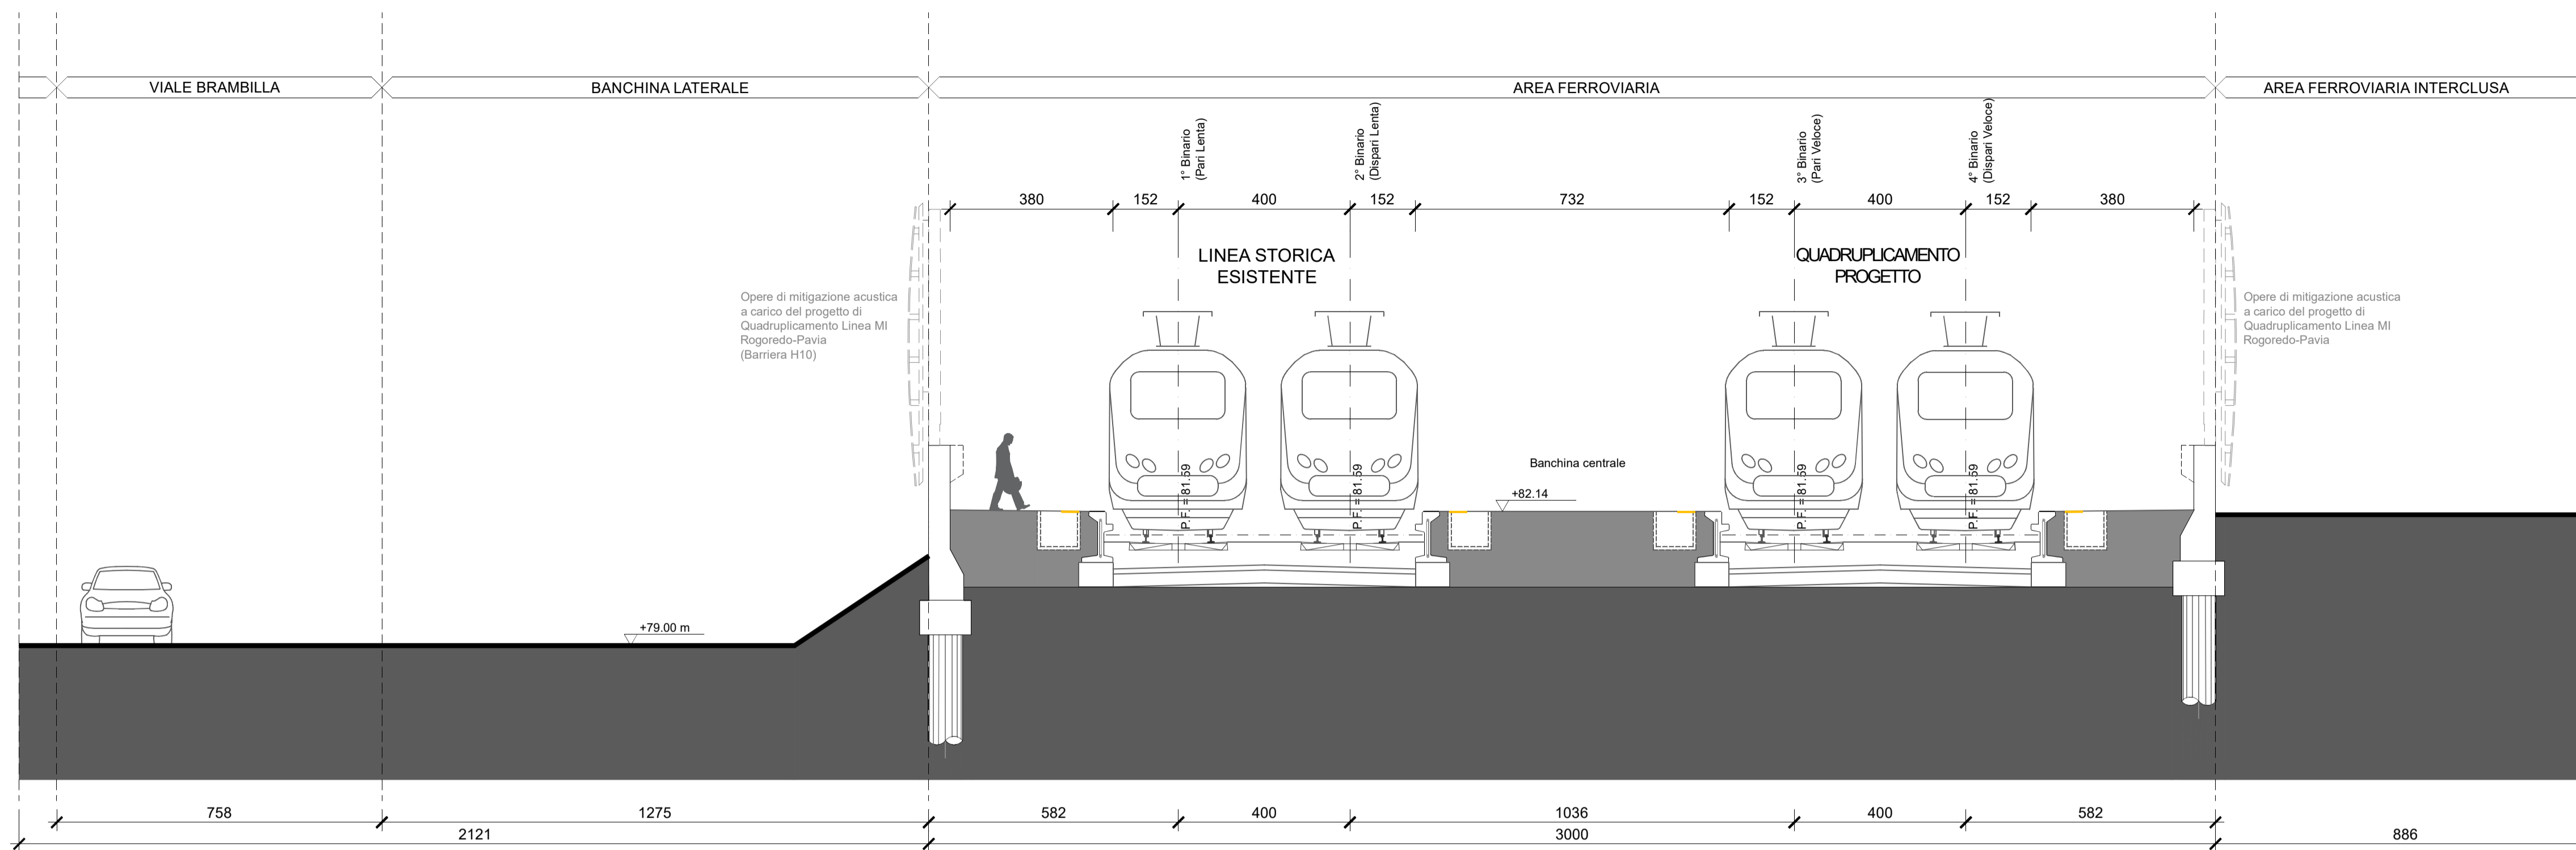 VIALE BRAMBILLA
BANCHINA LATERALE
AREA FERROVIARIA
AREA FERROVIARIA INTERCLUSA
1° Binario
(Pari Lenta)
2° Binario
(Dispari Lenta)
3° Binario
(Pari Veloce)
4° Binario
(Dispari Veloce)
380
152
400
152
732
152
400
152
380
LINEA STORICA
ESISTENTE
QUADRUPLICAMENTO
PROGETTO
Opere di mitigazione acustica
a carico del progetto di
Quadruplicamento Linea MI
Rogoredo-Pavia
(Barriera H10)
Opere di mitigazione acustica
a carico del progetto di
Quadruplicamento Linea MI
Rogoredo-Pavia
P.F. = 81.59
P.F. = 81.59
Banchina centrale
+82.14
P.F. = 81.59
P.F. = 81.59
+79.00 m
758
1275
582
400
1036
400
582
2121
3000
886